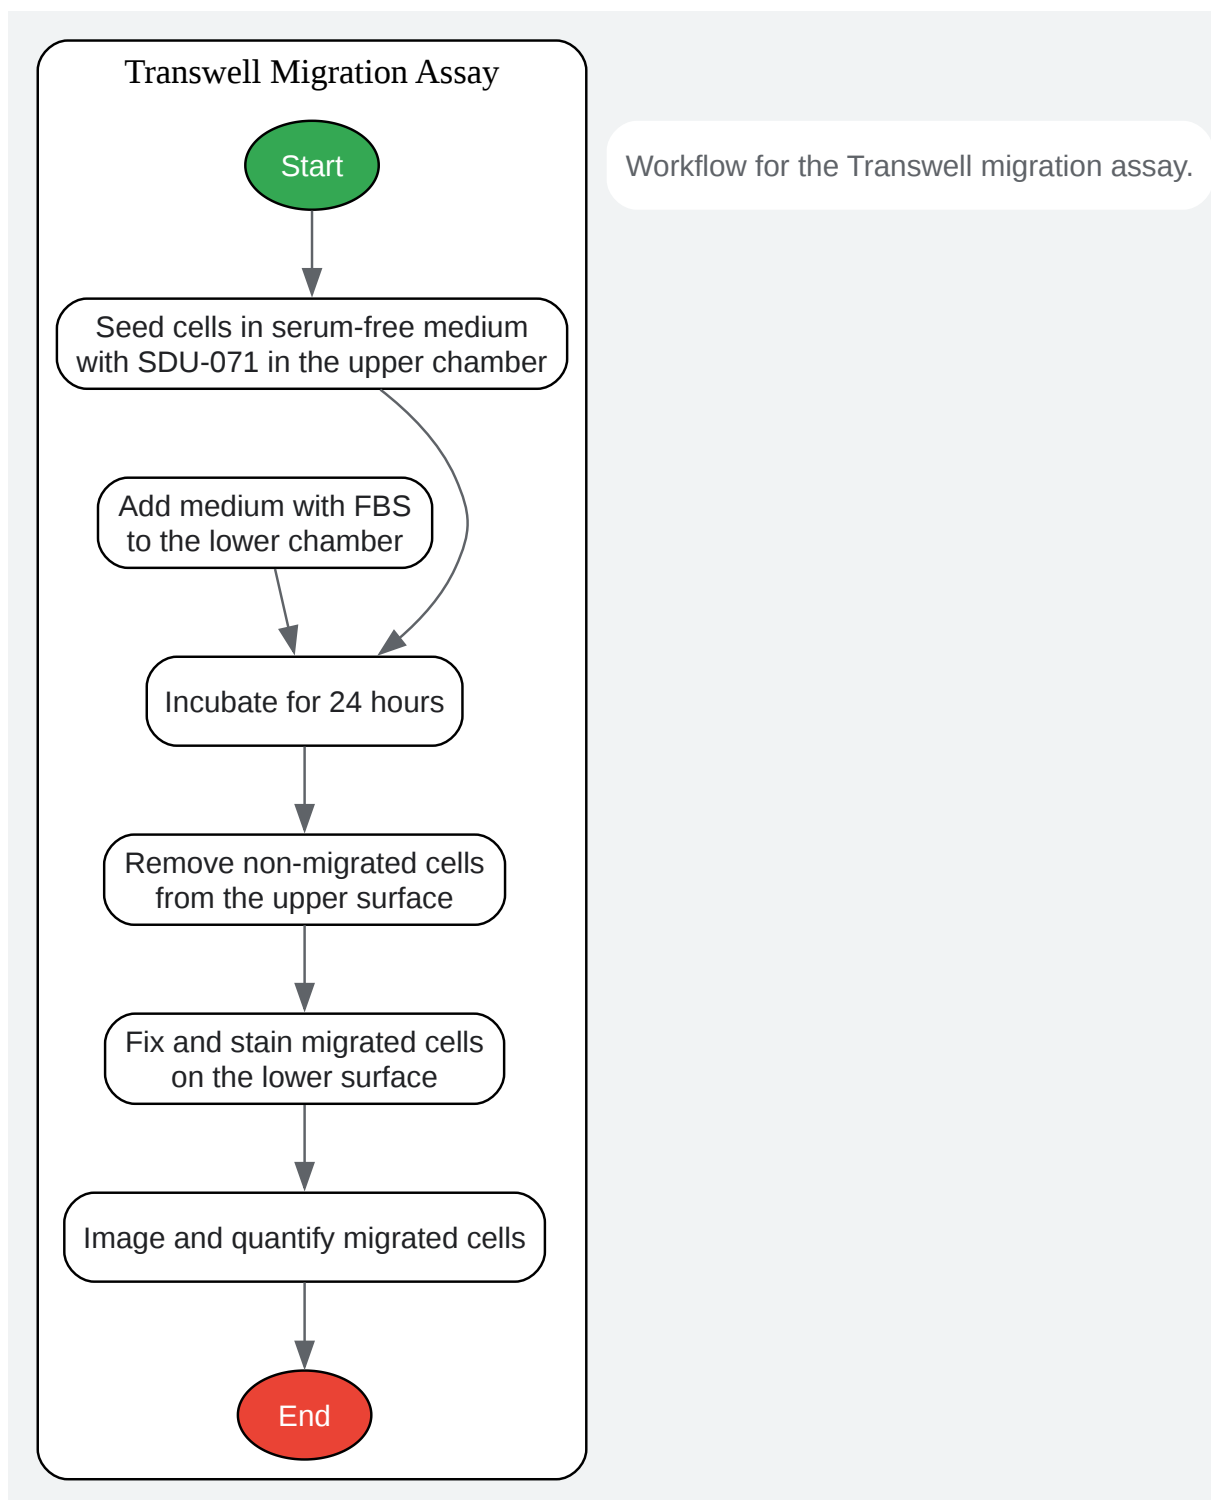 Transwell Migration Assay
Start
Workflow for the Transwell migration assay.
Seed cells in serum-free medium
with SDU-071 in the upper chamber
Add medium with FBS
to the lower chamber
Incubate for 24 hours
Remove non-migrated cells
from the upper surface
Fix and stain migrated cells
on the lower surface
Image and quantify migrated cells
End